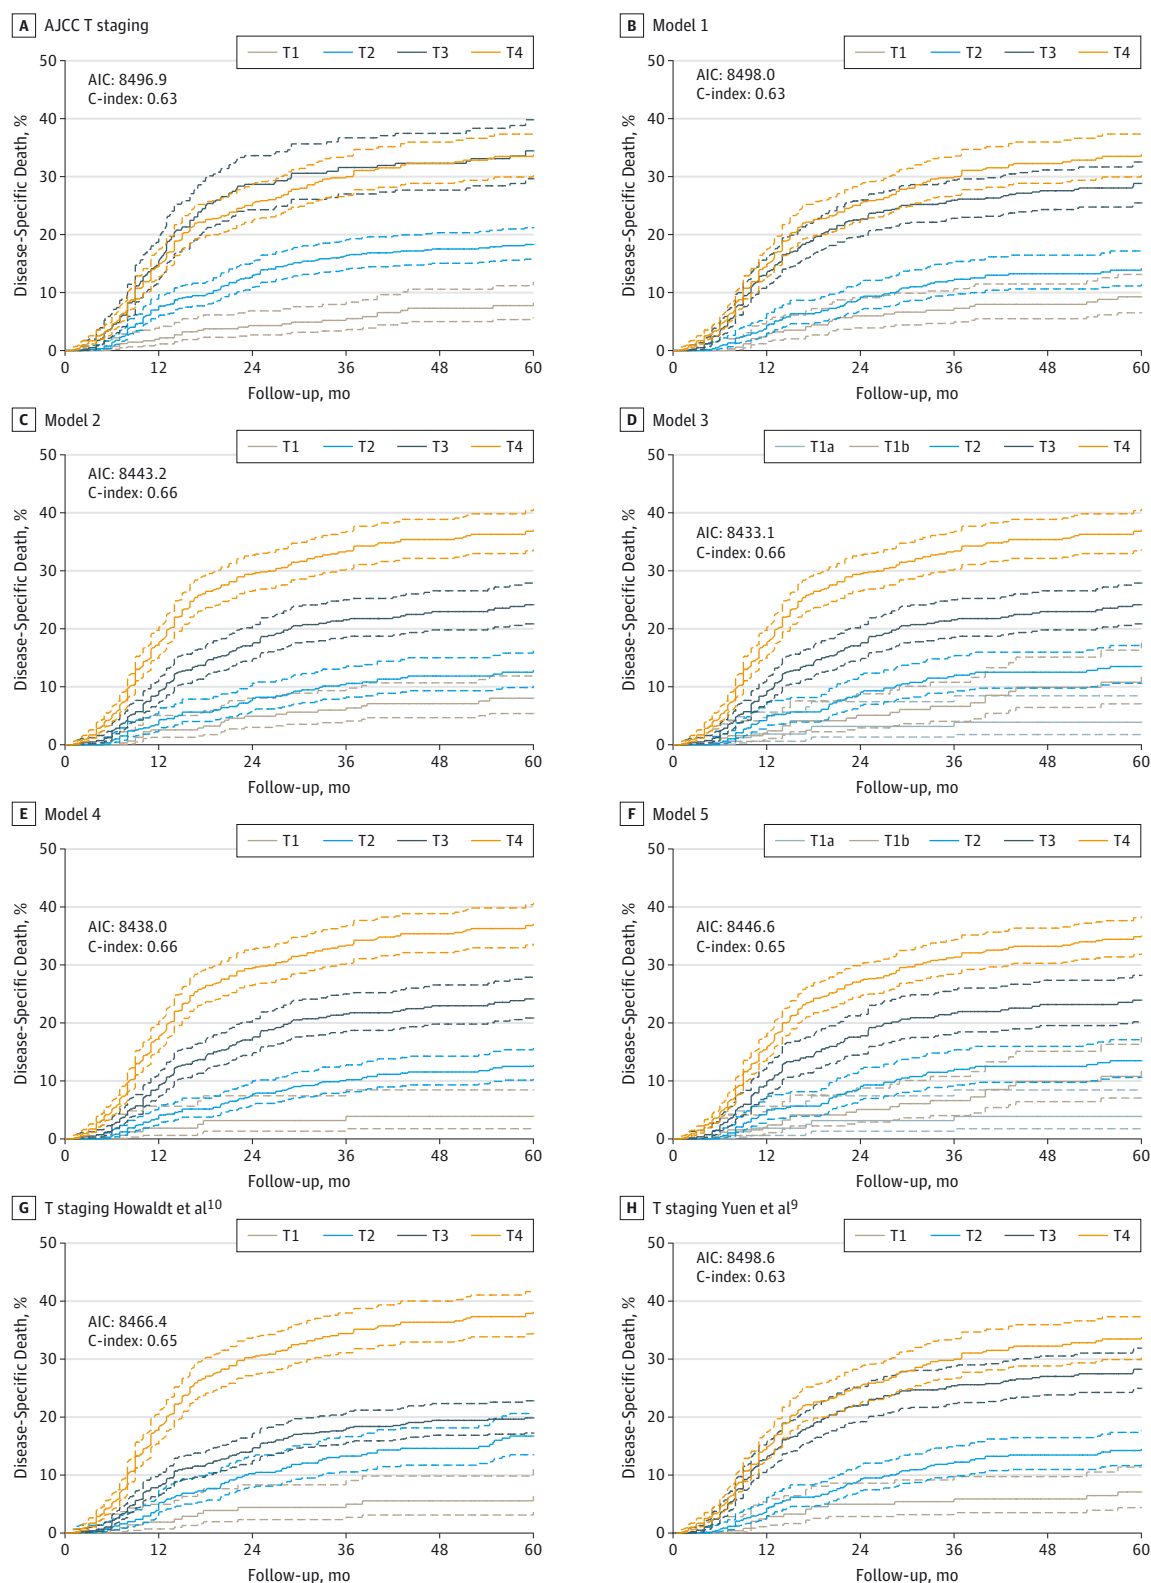 A AJCC T staging
T1 T2 T3 T4
AIC: 8496.9
C-index: 0.63
Disease-Specific Death, %
50
40
30
20
10
0
0 12 24 36 48 60
Follow-up, mo
B Model 1
T1 T2 T3 T4
AIC: 8498.0
C-index: 0.63
Disease-Specific Death, %
50
40
30
20
10
0
0 12 24 36 48 60
Follow-up, mo
C Model 2
T1 T2 T3 T4
AIC: 8443.2
C-index: 0.66
Disease-Specific Death, %
50
40
30
20
10
0
0 12 24 36 48 60
Follow-up, mo
D Model 3
T1a T1b T2 T3 T4
AIC: 8433.1
C-index: 0.66
Disease-Specific Death, %
50
40
30
20
10
0
0 12 24 36 48 60
Follow-up, mo
E Model 4
T1 T2 T3 T4
AIC: 8438.0
C-index: 0.66
Disease-Specific Death, %
50
40
30
20
10
0
0 12 24 36 48 60
Follow-up, mo
F Model 5
T1a T1b T2 T3 T4
AIC: 8446.6
C-index: 0.65
Disease-Specific Death, %
50
40
30
20
10
0
0 12 24 36 48 60
Follow-up, mo
G T staging Howaldt et al10
T1 T2 T3 T4
AIC: 8466.4
C-index: 0.65
Disease-Specific Death, %
50
40
30
20
10
0
0 12 24 36 48 60
Follow-up, mo
H T staging Yuen et al9
T1 T2 T3 T4
AIC: 8498.6
C-index: 0.63
Disease-Specific Death, %
50
40
30
20
10
0
0 12 24 36 48 60
Follow-up, mo